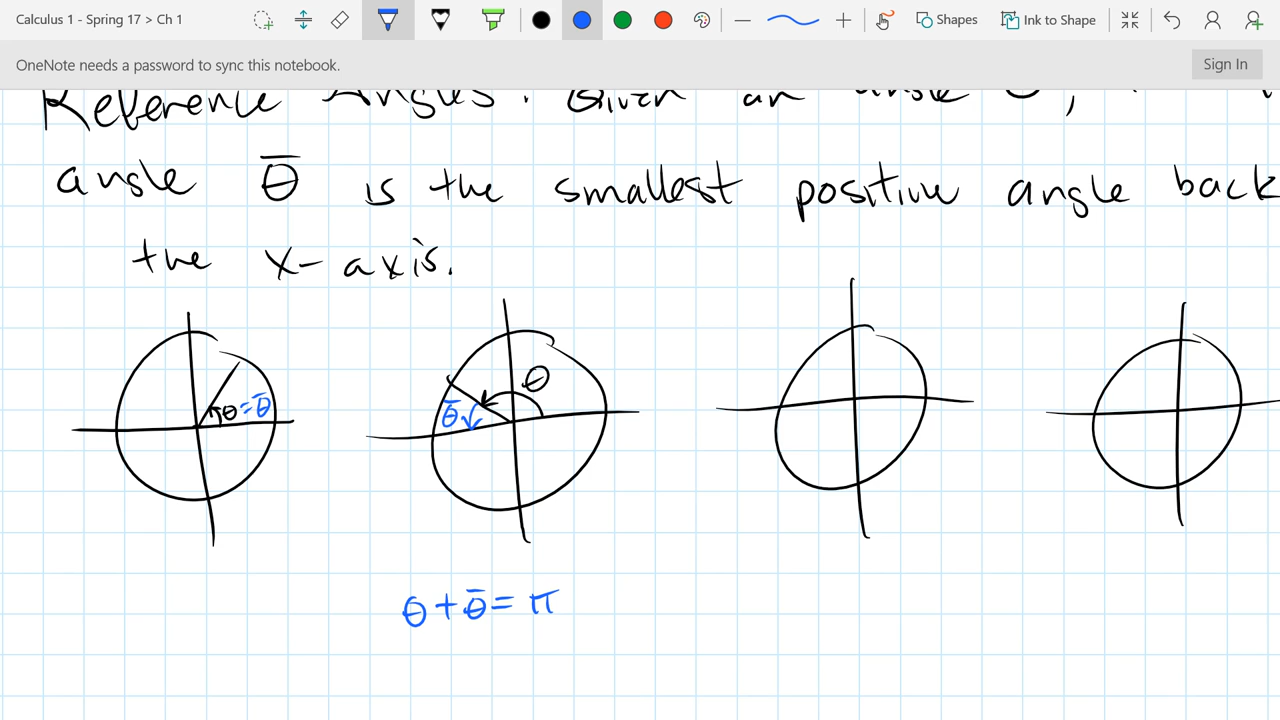 Calculus 1 - Spring 17 > Ch 1
Shapes
Ink to Shape
OneNote needs a password to sync this notebook.
Sign In
Reference Angles: Given an angle θ,
angle θ̅ is the smallest positive angle back
the x-axis.
θ=θ̅
θ
θ̅
θ+θ̅=π